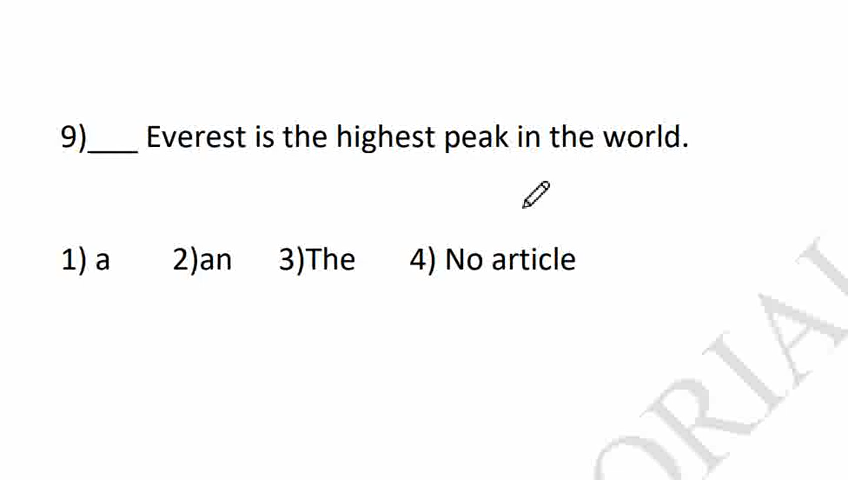 9)___ Everest is the highest peak in the world.
1) a 2)an 3)The 4) No article